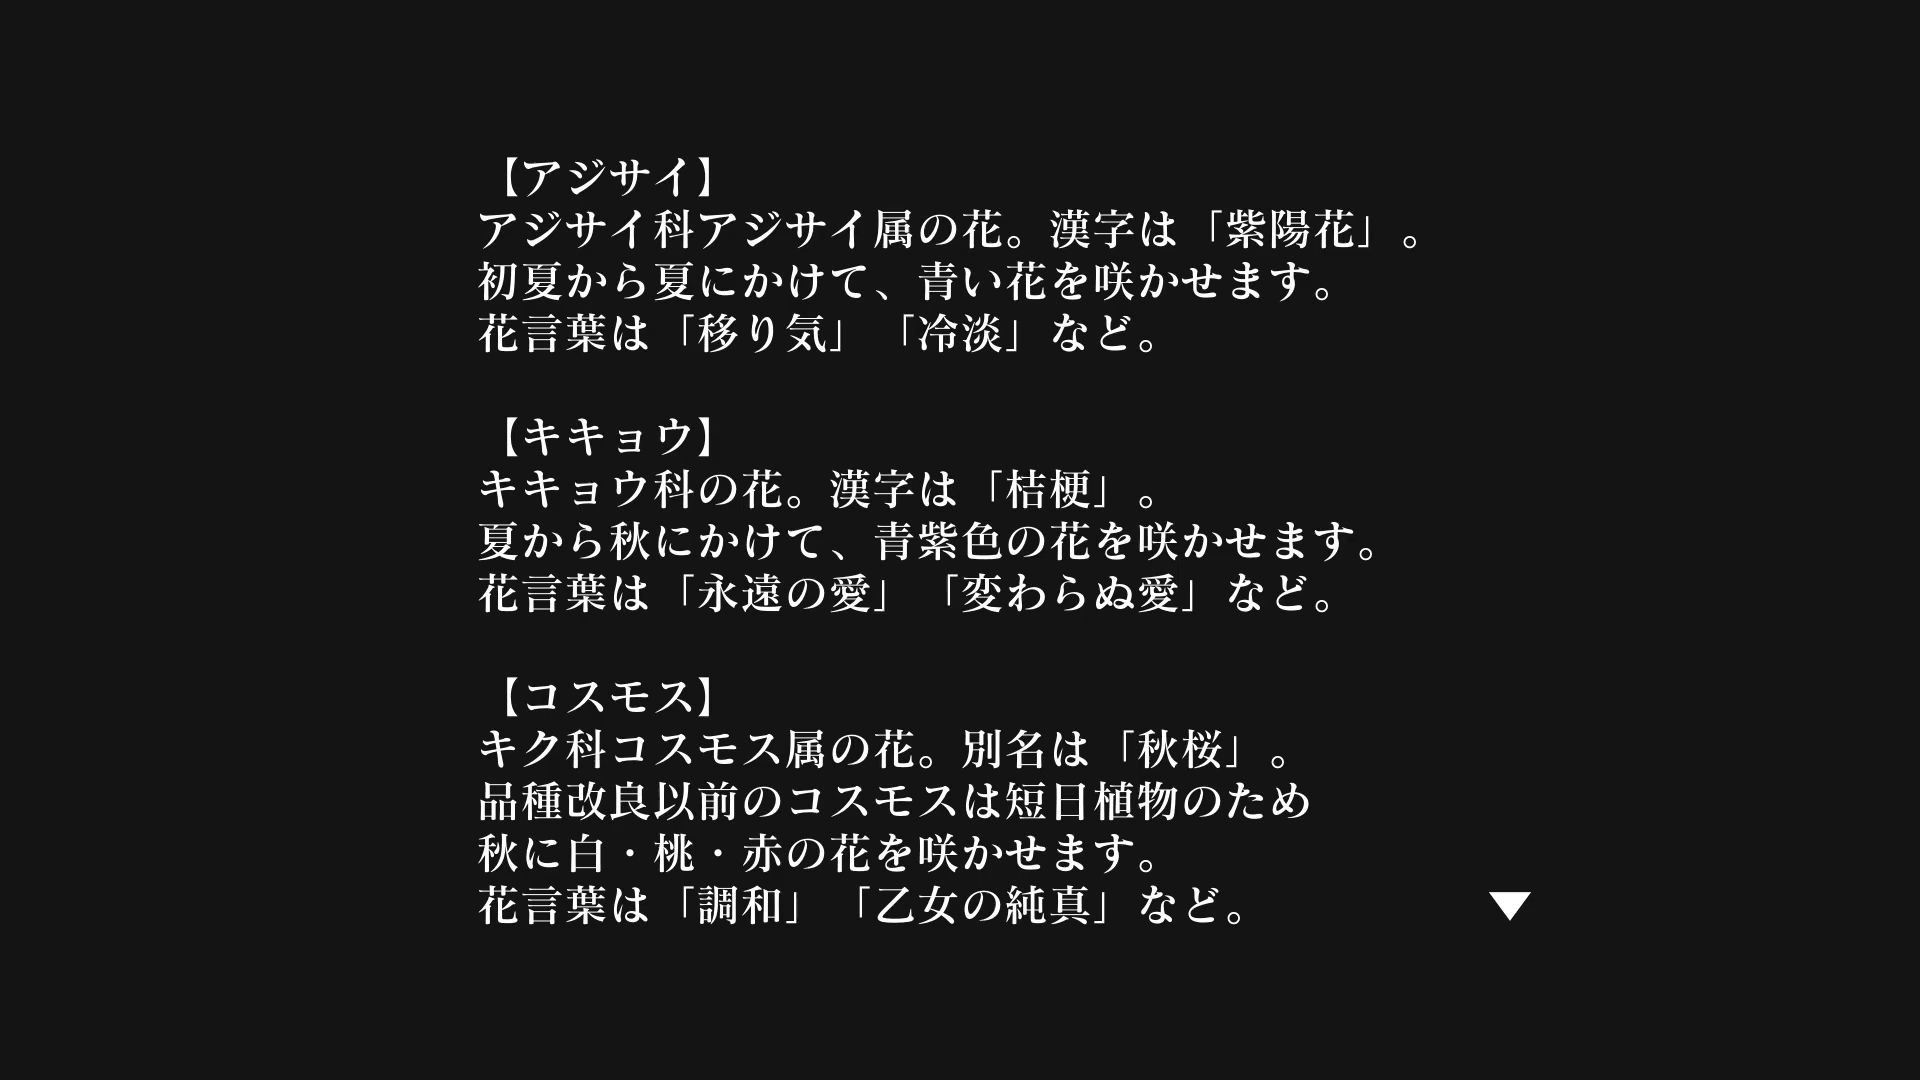 【アジサイ】
アジサイ科アジサイ属の花。漢字は「紫陽花」。
初夏から夏にかけて、青い花を咲かせます。
花言葉は「移り気」「冷淡」など。
【キキョウ】
キキョウ科の花。漢字は「桔梗」。
夏から秋にかけて、青紫色の花を咲かせます。
花言葉は「永遠の愛」「変わらぬ愛」など。
【コスモス】
キク科コスモス属の花。別名は「秋桜」。
品種改良以前のコスモスは短日植物のため
秋に白・桃・赤の花を咲かせます。
花言葉は「調和」「乙女の純真」など。